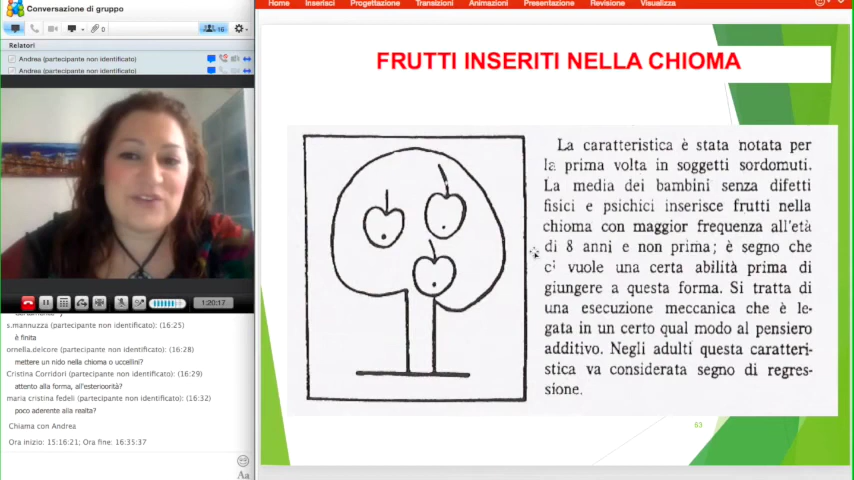 Conversazione di gruppo
0
16
Relatori
Andrea (partecipante non identificato)
Andrea (partecipante non identificato)
1:20:17
s.mannuzza (partecipante non identificato): (16:25)
è finita
ornella.delcore (partecipante non identificato): (16:28)
mettere un nido nella chioma o uccellini?
Cristina Corridori (partecipante non identificato): (16:29)
attento alla forma, all'esterioorità?
maria cristina fedeli (partecipante non identificato): (16:32)
poco aderente alla realta?
Chiama con Andrea
Ora inizio: 15:16:21; Ora fine: 16:35:37
Aa
Home Inserisci Progettazione Transizioni Animazioni Presentazione Revisione Visualizza
FRUTTI INSERITI NELLA CHIOMA
La caratteristica è stata notata per
la prima volta in soggetti sordomuti.
La media dei bambini senza difetti
fisici e psichici inserisce frutti nella
chioma con maggior frequenza all'età
di 8 anni e non prima; è segno che
ci vuole una certa abilità prima di
giungere a questa forma. Si tratta di
una esecuzione meccanica che è le-
gata in un certo qual modo al pensiero
additivo. Negli adulti questa caratteri-
stica va considerata segno di regres-
sione.
63